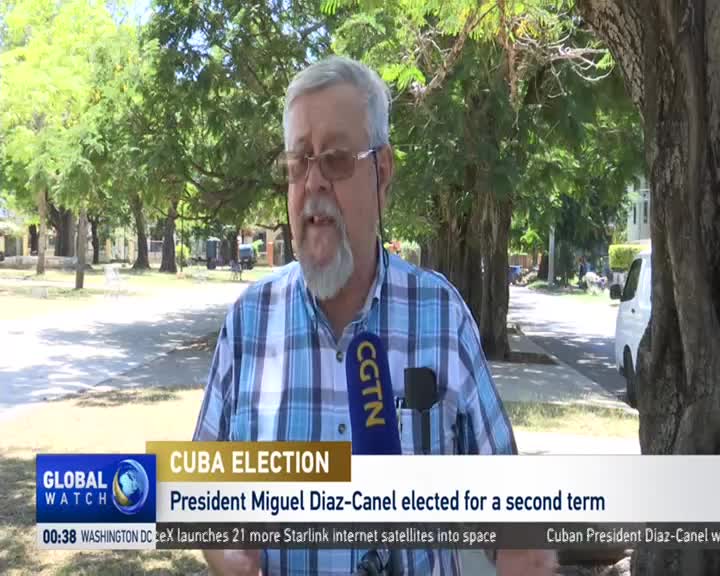 CGTN
CUBA ELECTION
GLOBAL
WATCH
President Miguel Diaz-Canel elected for a second term
00:38 WASHINGTON DC
eX launches 21 more Starlink internet satellites into space Cuban President Diaz-Canel w